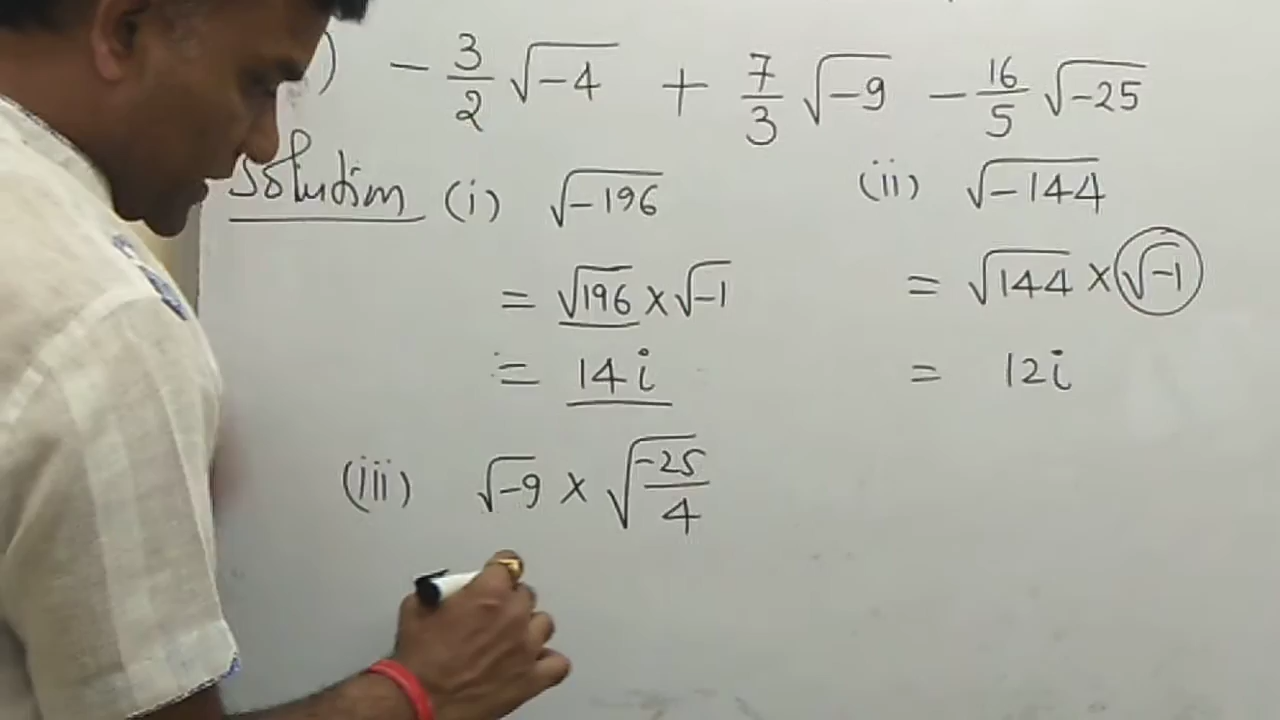 ) - 3/2 √-4 + 7/3 √-9 - 16/5 √-25
Solution (i) √-196
= √196 × √-1
= 14i
(ii) √-144
= √144 × √-1
= 12i
(iii) √-9 × √-25/4